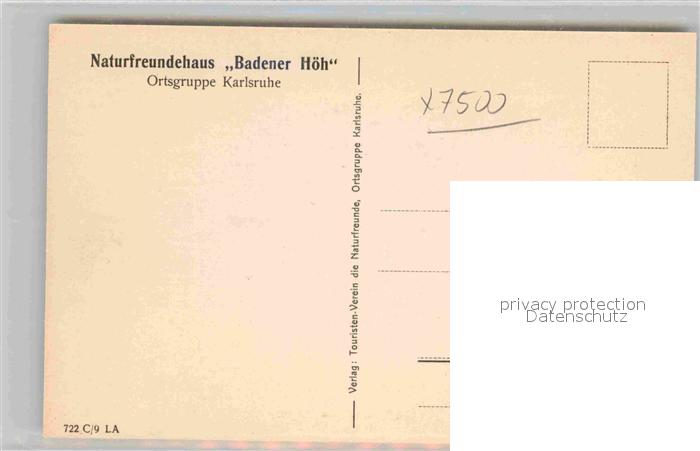 Naturfreundehaus „Badener Höh“
Ortsgruppe Karlsruhe
x7500
Verlag: Touristen-Verein die Naturfreunde, Ortsgruppe Karlsruhe.
privacy protection
Datenschutz
722 C/9 LA